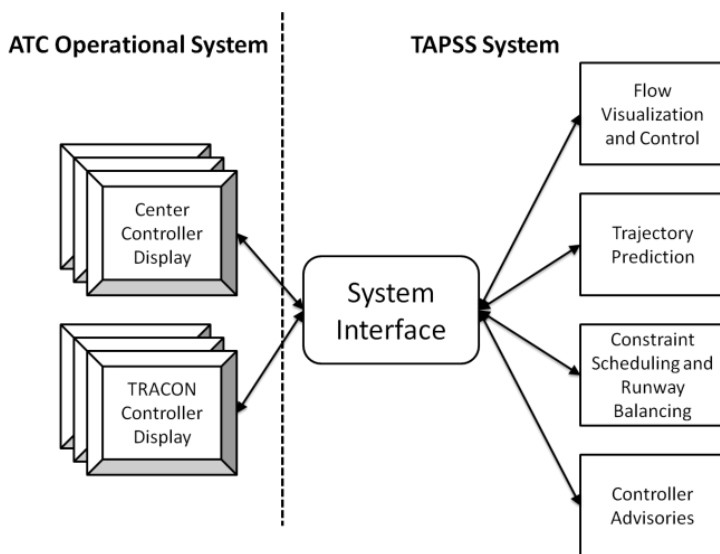 ATC Operational System
TAPSS System
Center
Controller
Display
TRACON
Controller
Display
System
Interface
Flow
Visualization
and Control
Trajectory
Prediction
Constraint
Scheduling and
Runway
Balancing
Controller
Advisories